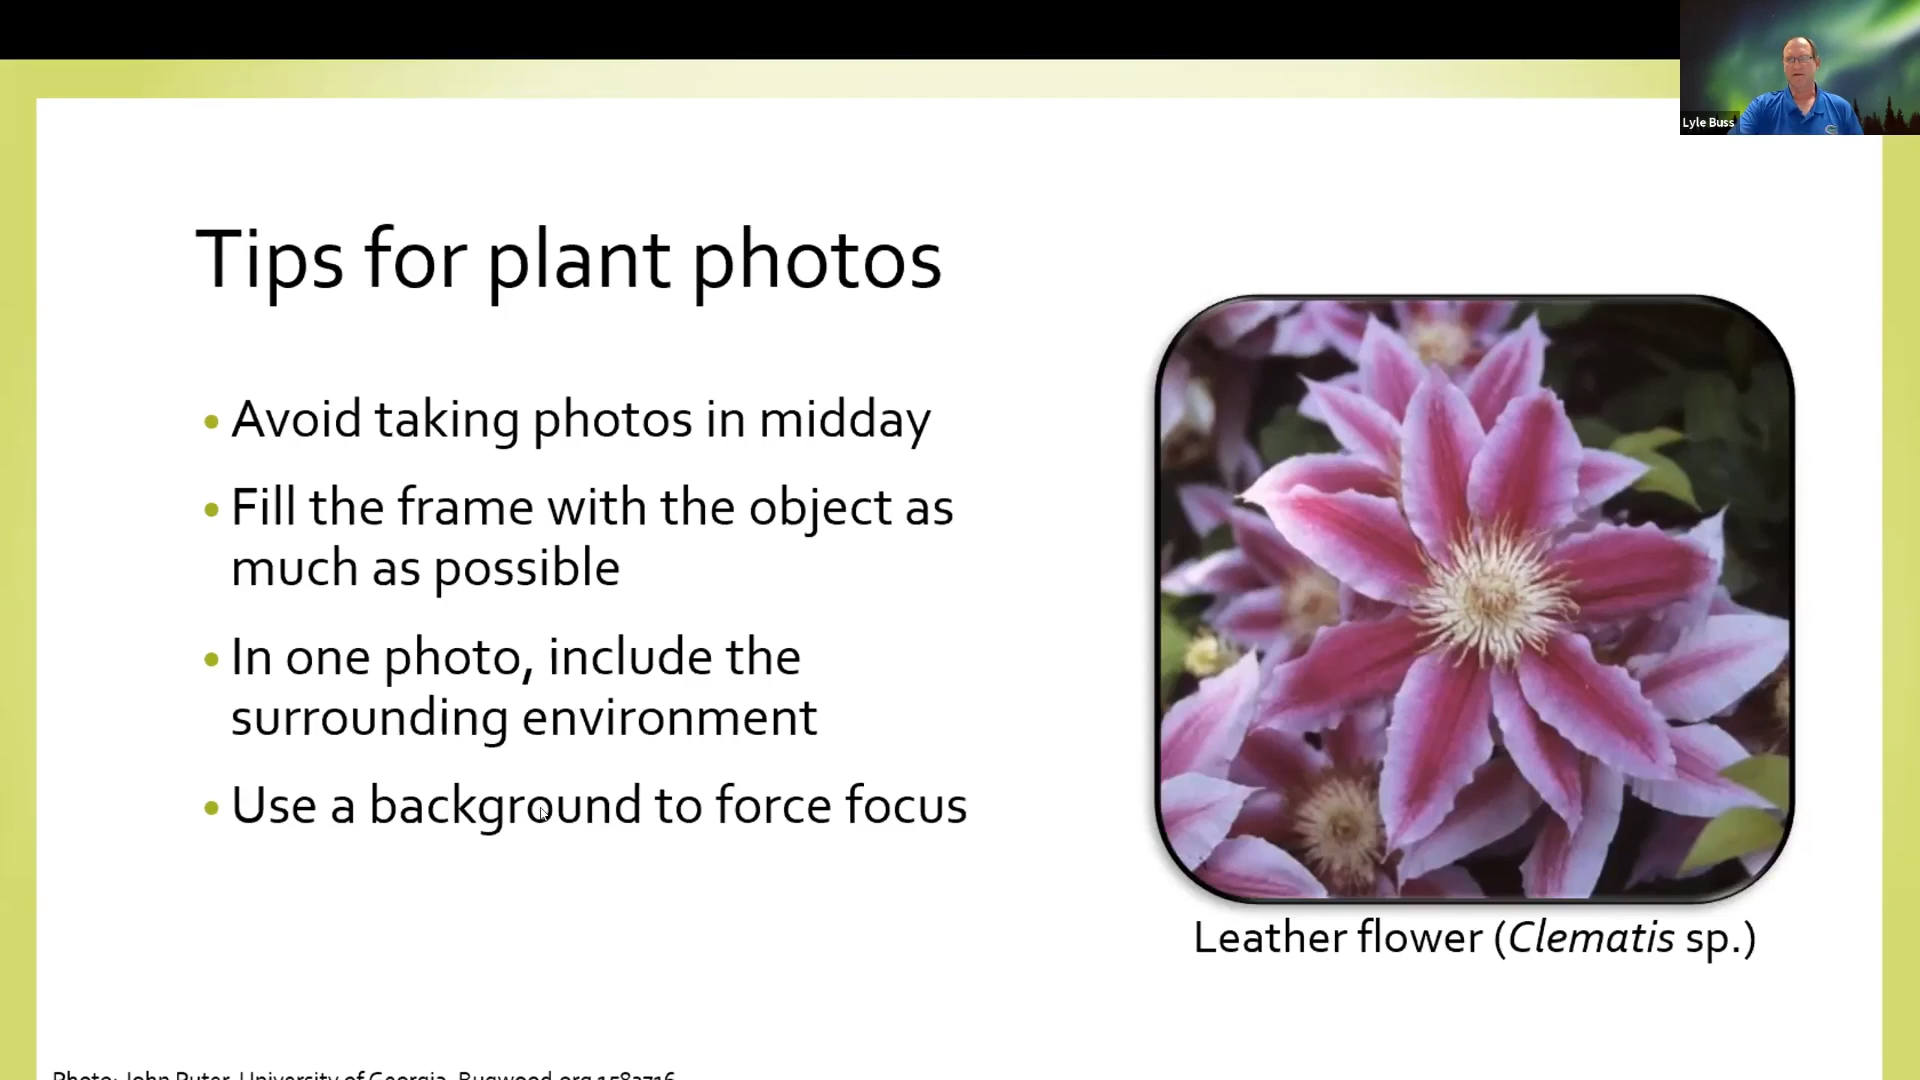 Lyle Buss
Tips for plant photos
• Avoid taking photos in midday
• Fill the frame with the object as
much as possible
• In one photo, include the
surrounding environment
• Use a background to force focus
Leather flower (Clematis sp.)
Photo: John Ruter, University of Georgia, Bugwood.org 1582716